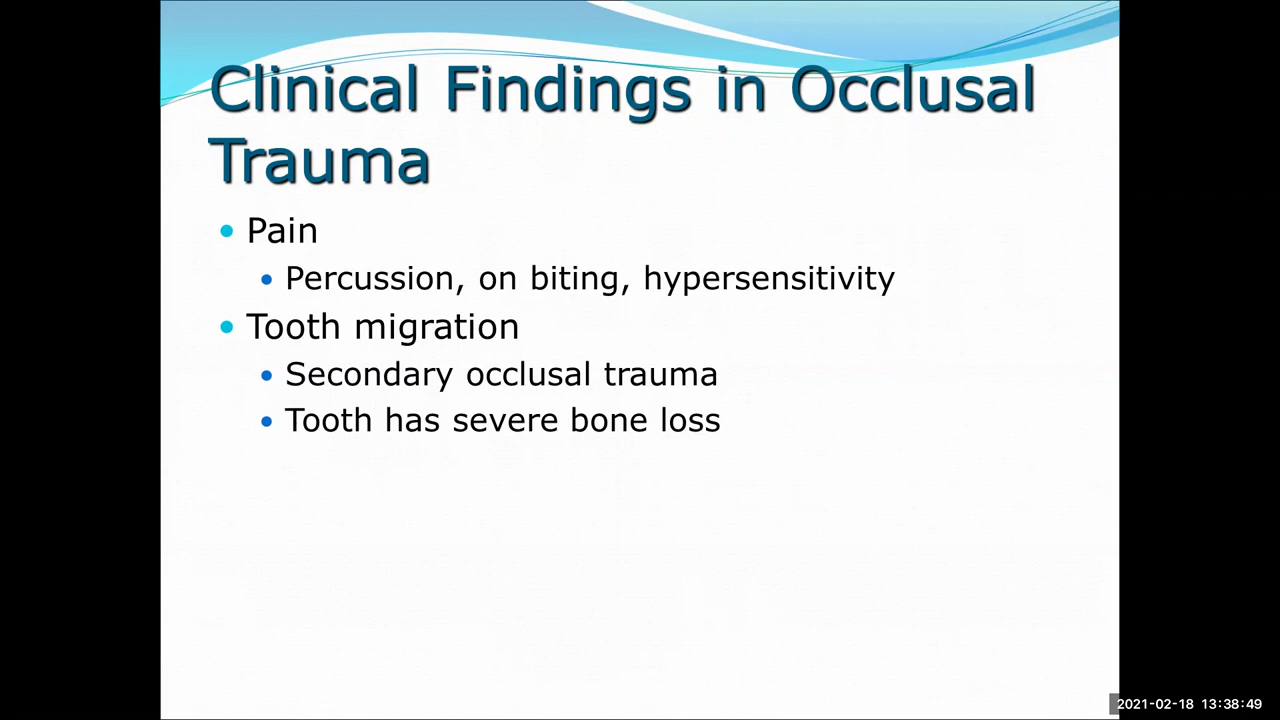 Clinical Findings in Occlusal
Trauma
• Pain
• Percussion, on biting, hypersensitivity
• Tooth migration
• Secondary occlusal trauma
• Tooth has severe bone loss
2021-02-18 13:38:49